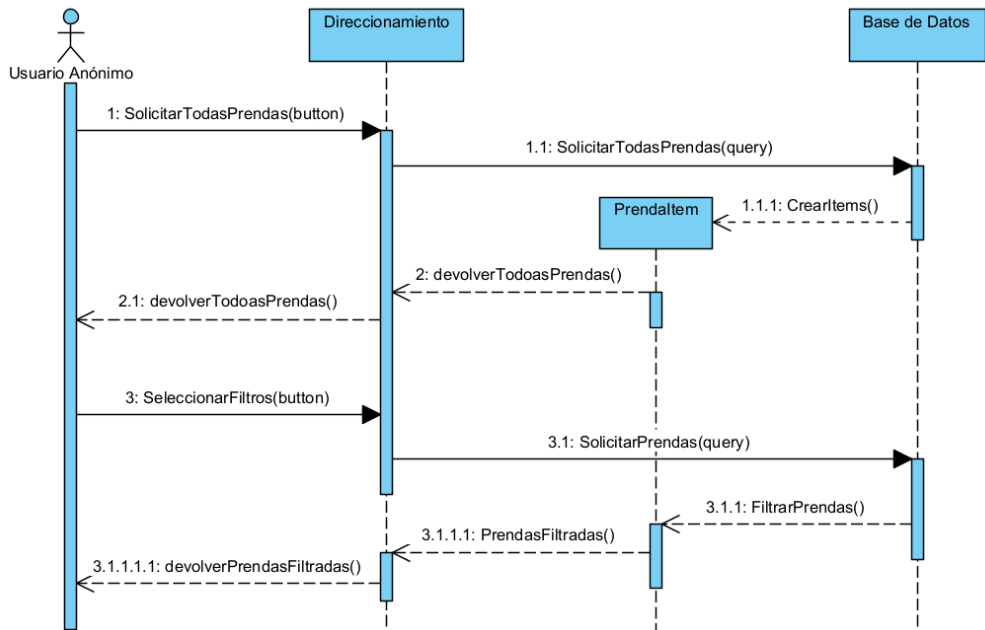 Direccionamiento
Base de Datos
Usuario Anónimo
1: SolicitarTodasPrendas(button)
1.1: SolicitarTodasPrendas(query)
PrendaItem
1.1.1: CrearItems()
2: devolverTodoasPrendas()
2.1: devolverTodoasPrendas()
3: SeleccionarFiltros(button)
3.1: SolicitarPrendas(query)
3.1.1: FiltrarPrendas()
3.1.1.1: PrendasFiltradas()
3.1.1.1.1: devolverPrendasFiltradas()